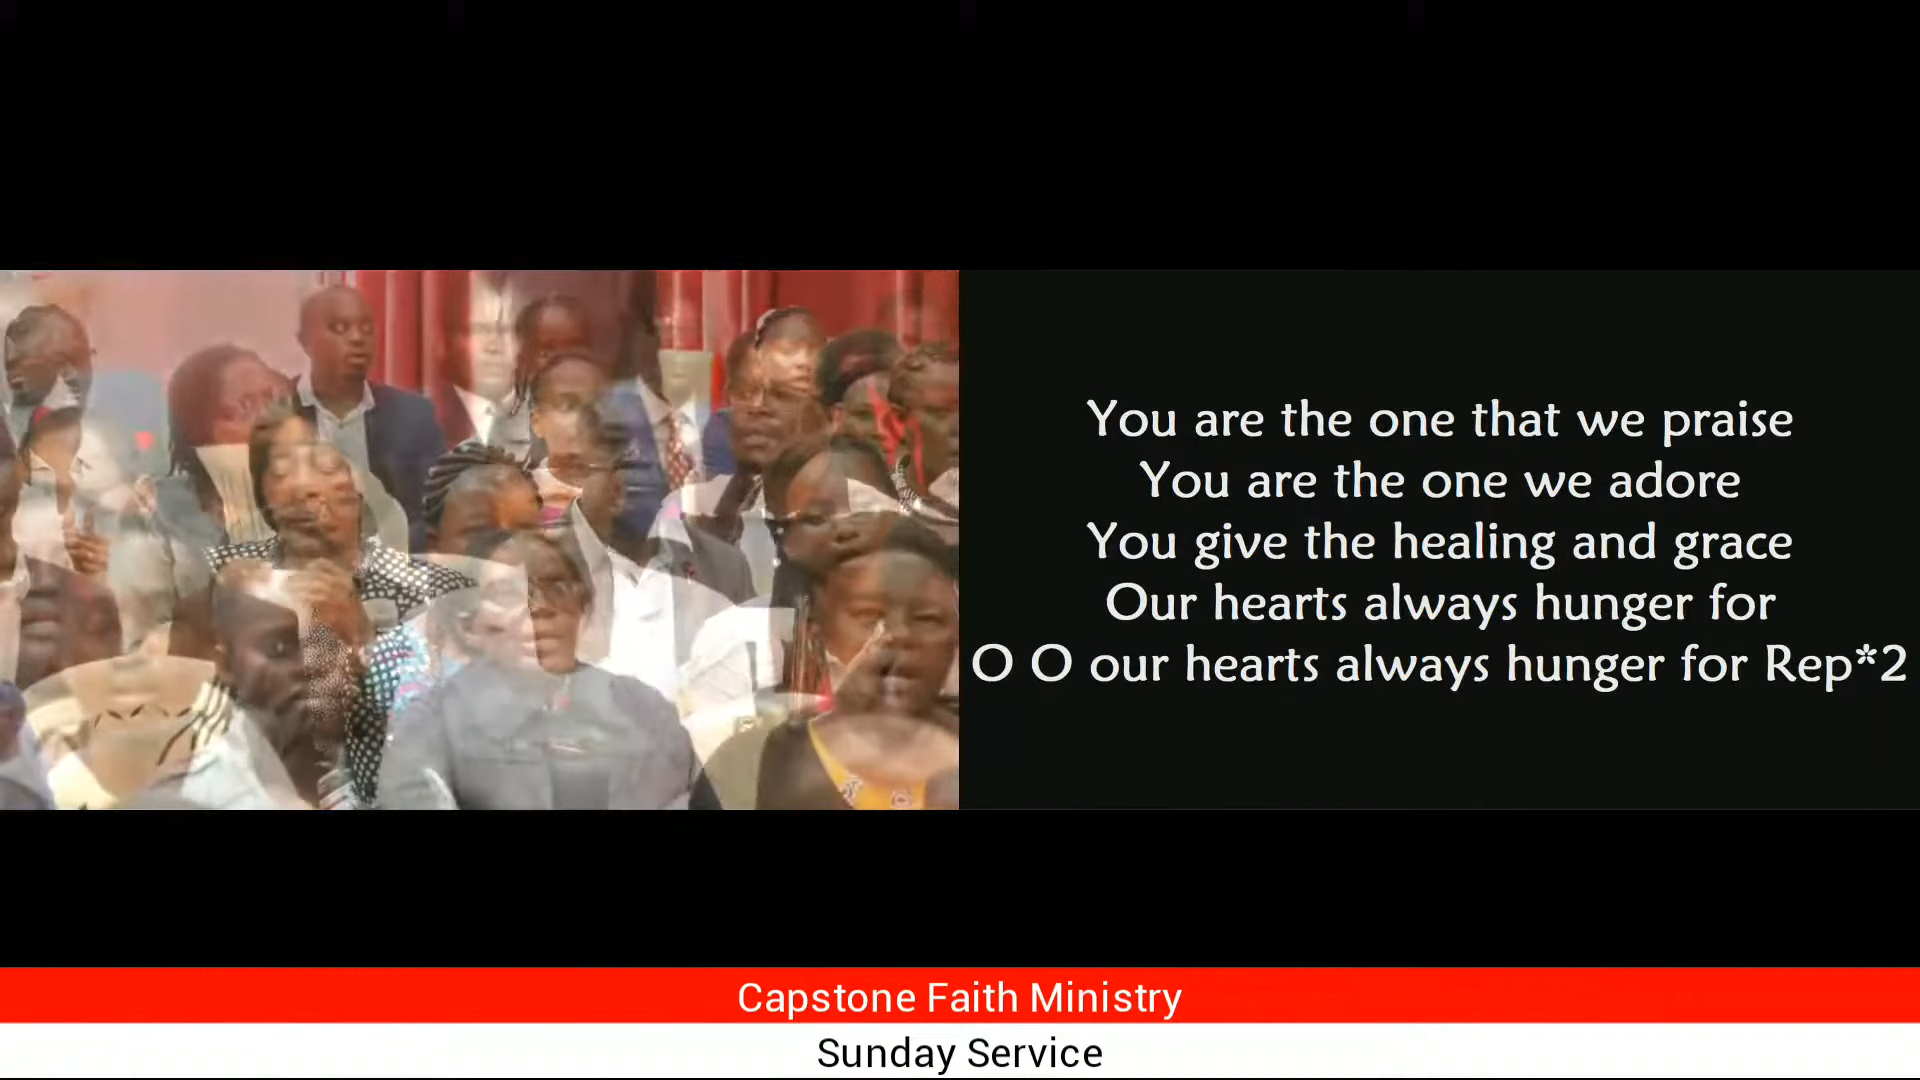 You are the one that we praise
You are the one we adore
You give the healing and grace
Our hearts always hunger for
O O our hearts always hunger for Rep*2
Capstone Faith Ministry
Sunday Service